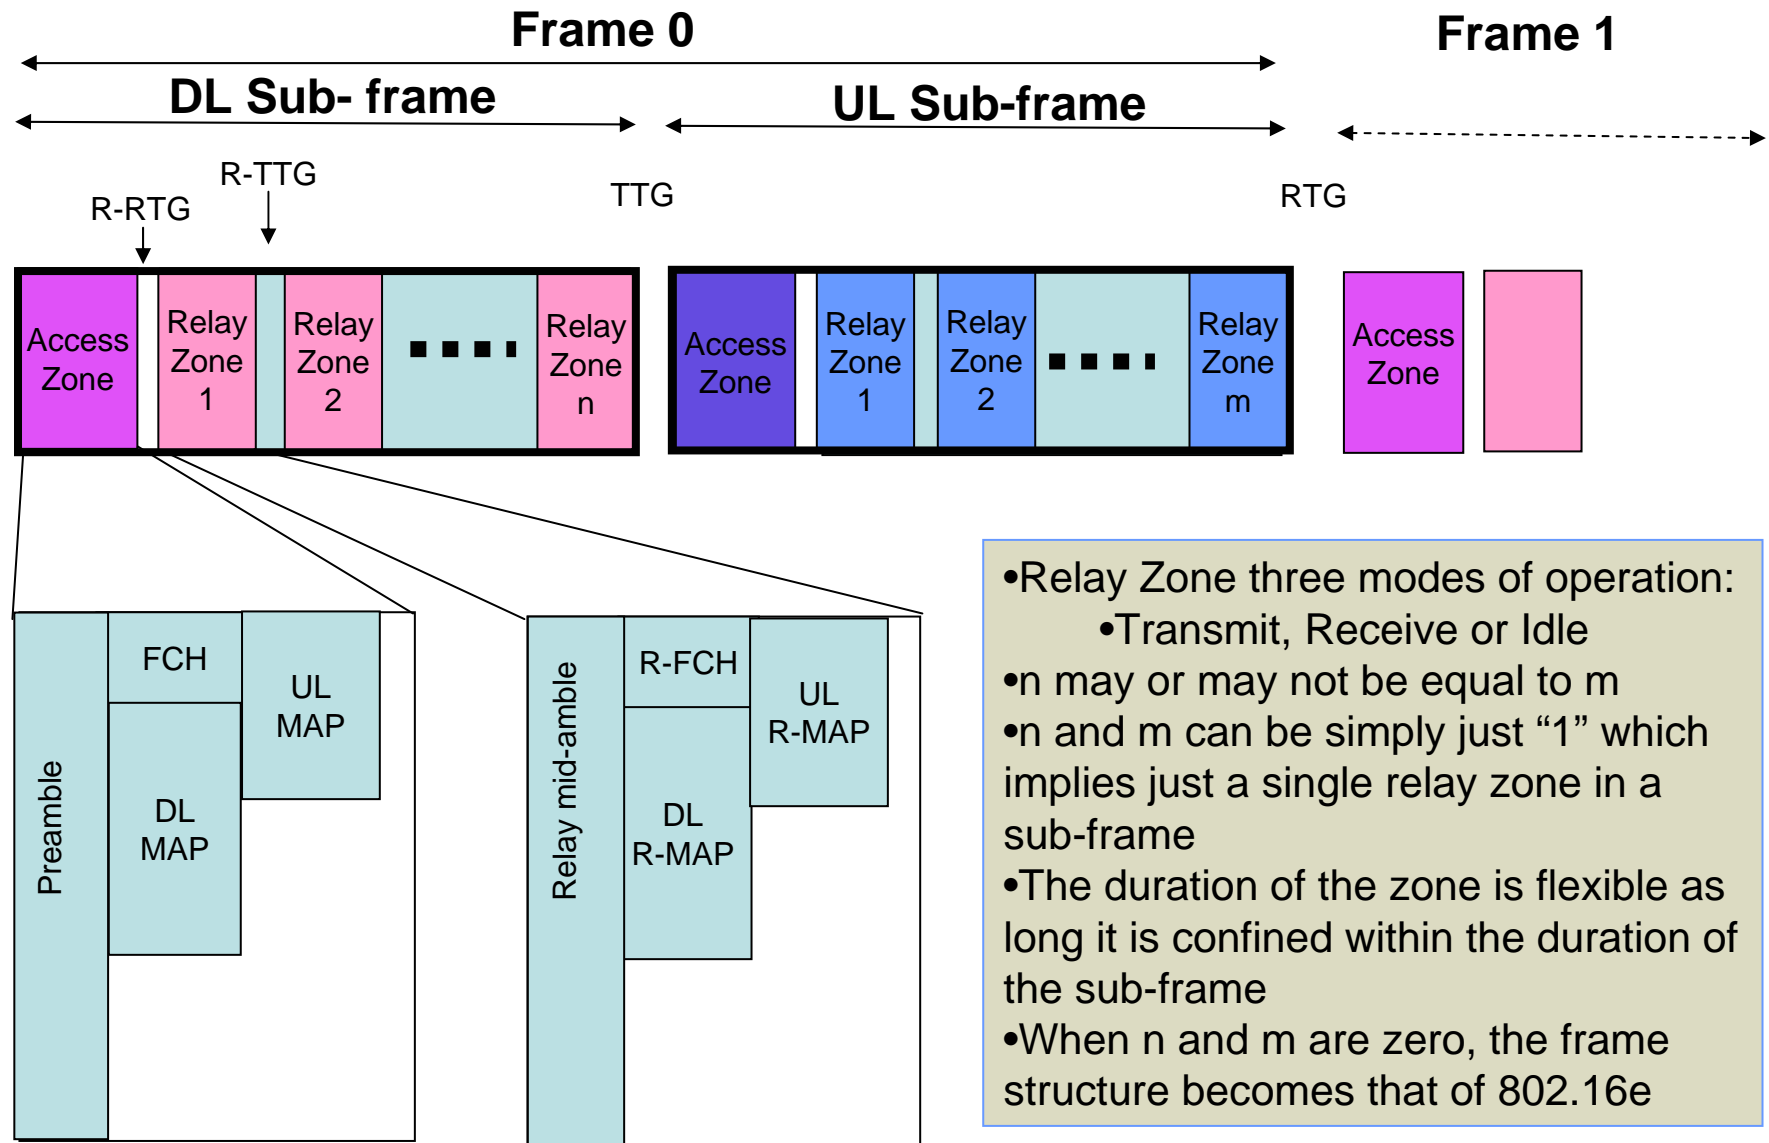 Frame 0
Frame 1
DL Sub- frame
UL Sub-frame
R-TTG
R-RTG
TTG
RTG
Access
Zone
Relay
Zone
1
Relay
Zone
2
Relay
Zone
n
Access
Zone
Relay
Zone
1
Relay
Zone
2
Relay
Zone
m
Access
Zone
Preamble
FCH
DL
MAP
UL
MAP
Relay mid-amble
R-FCH
DL
R-MAP
UL
R-MAP
•Relay Zone three modes of operation:
•Transmit, Receive or Idle
•n may or may not be equal to m
•n and m can be simply just “1” which
implies just a single relay zone in a
sub-frame
•The duration of the zone is flexible as
long it is confined within the duration of
the sub-frame
•When n and m are zero, the frame
structure becomes that of 802.16e